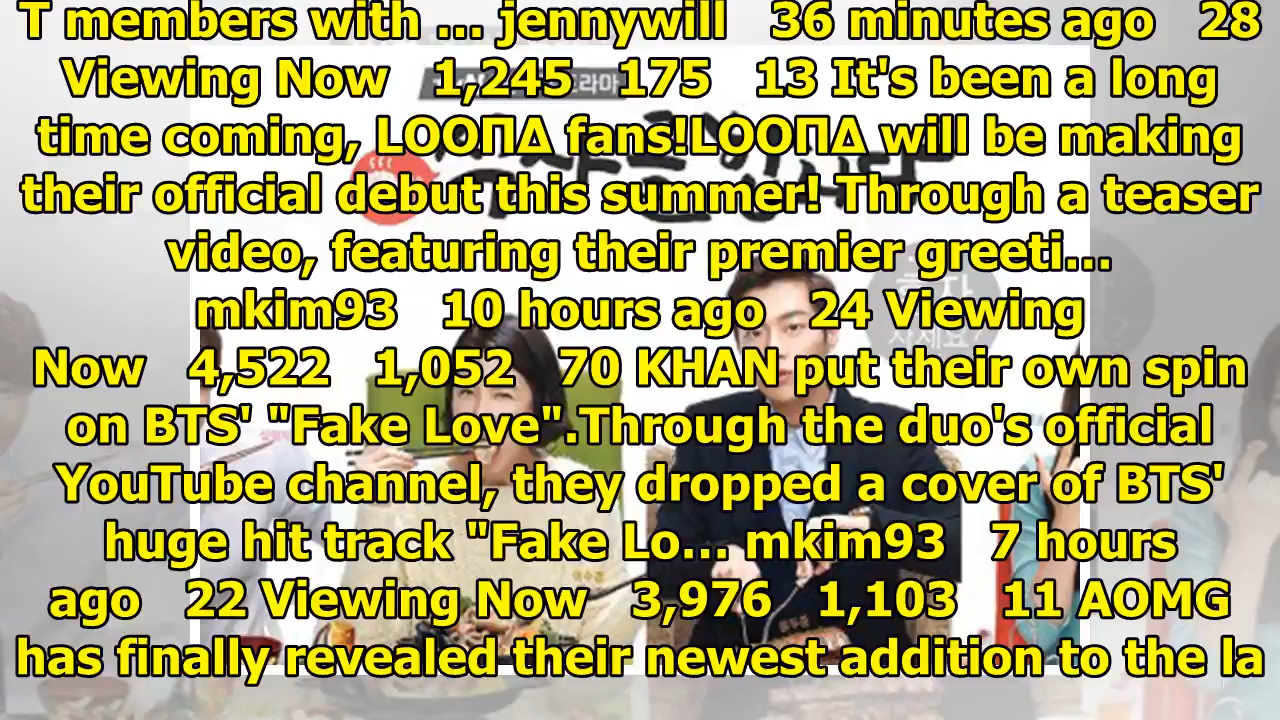 T members with ... jennywill   36 minutes ago   28
Viewing Now   1,245   175   13 It's been a long
time coming, LOOΠΔ fans!LOOΠΔ will be making
their official debut this summer! Through a teaser
video, featuring their premier greeti...
mkim93   10 hours ago   24 Viewing
Now   4,522   1,052   70 KHAN put their own spin
on BTS' "Fake Love".Through the duo's official
YouTube channel, they dropped a cover of BTS'
huge hit track "Fake Lo... mkim93   7 hours
ago   22 Viewing Now   3,976   1,103   11 AOMG
has finally revealed their newest addition to the la